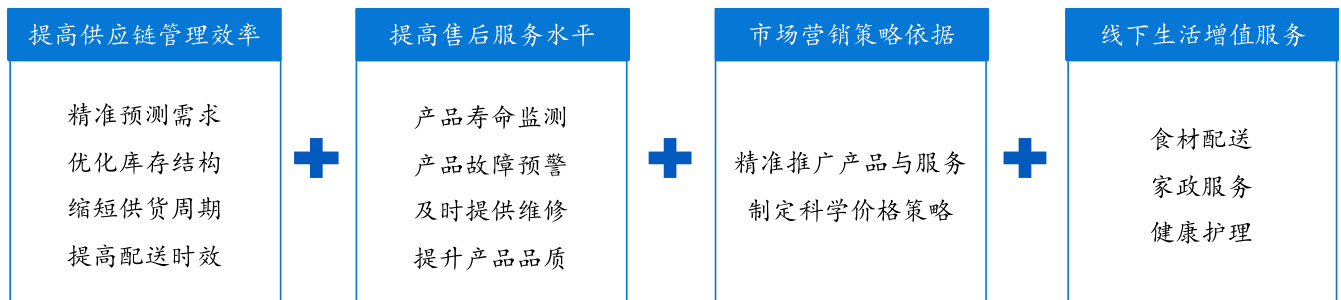 提高供应链管理效率
精准预测需求
优化库存结构
缩短供货周期
提高配送时效
提高售后服务水平
产品寿命监测
产品故障预警
及时提供维修
提升产品品质
市场营销策略依据
精准推广产品与服务
制定科学价格策略
线下生活增值服务
食材配送
家政服务
健康护理